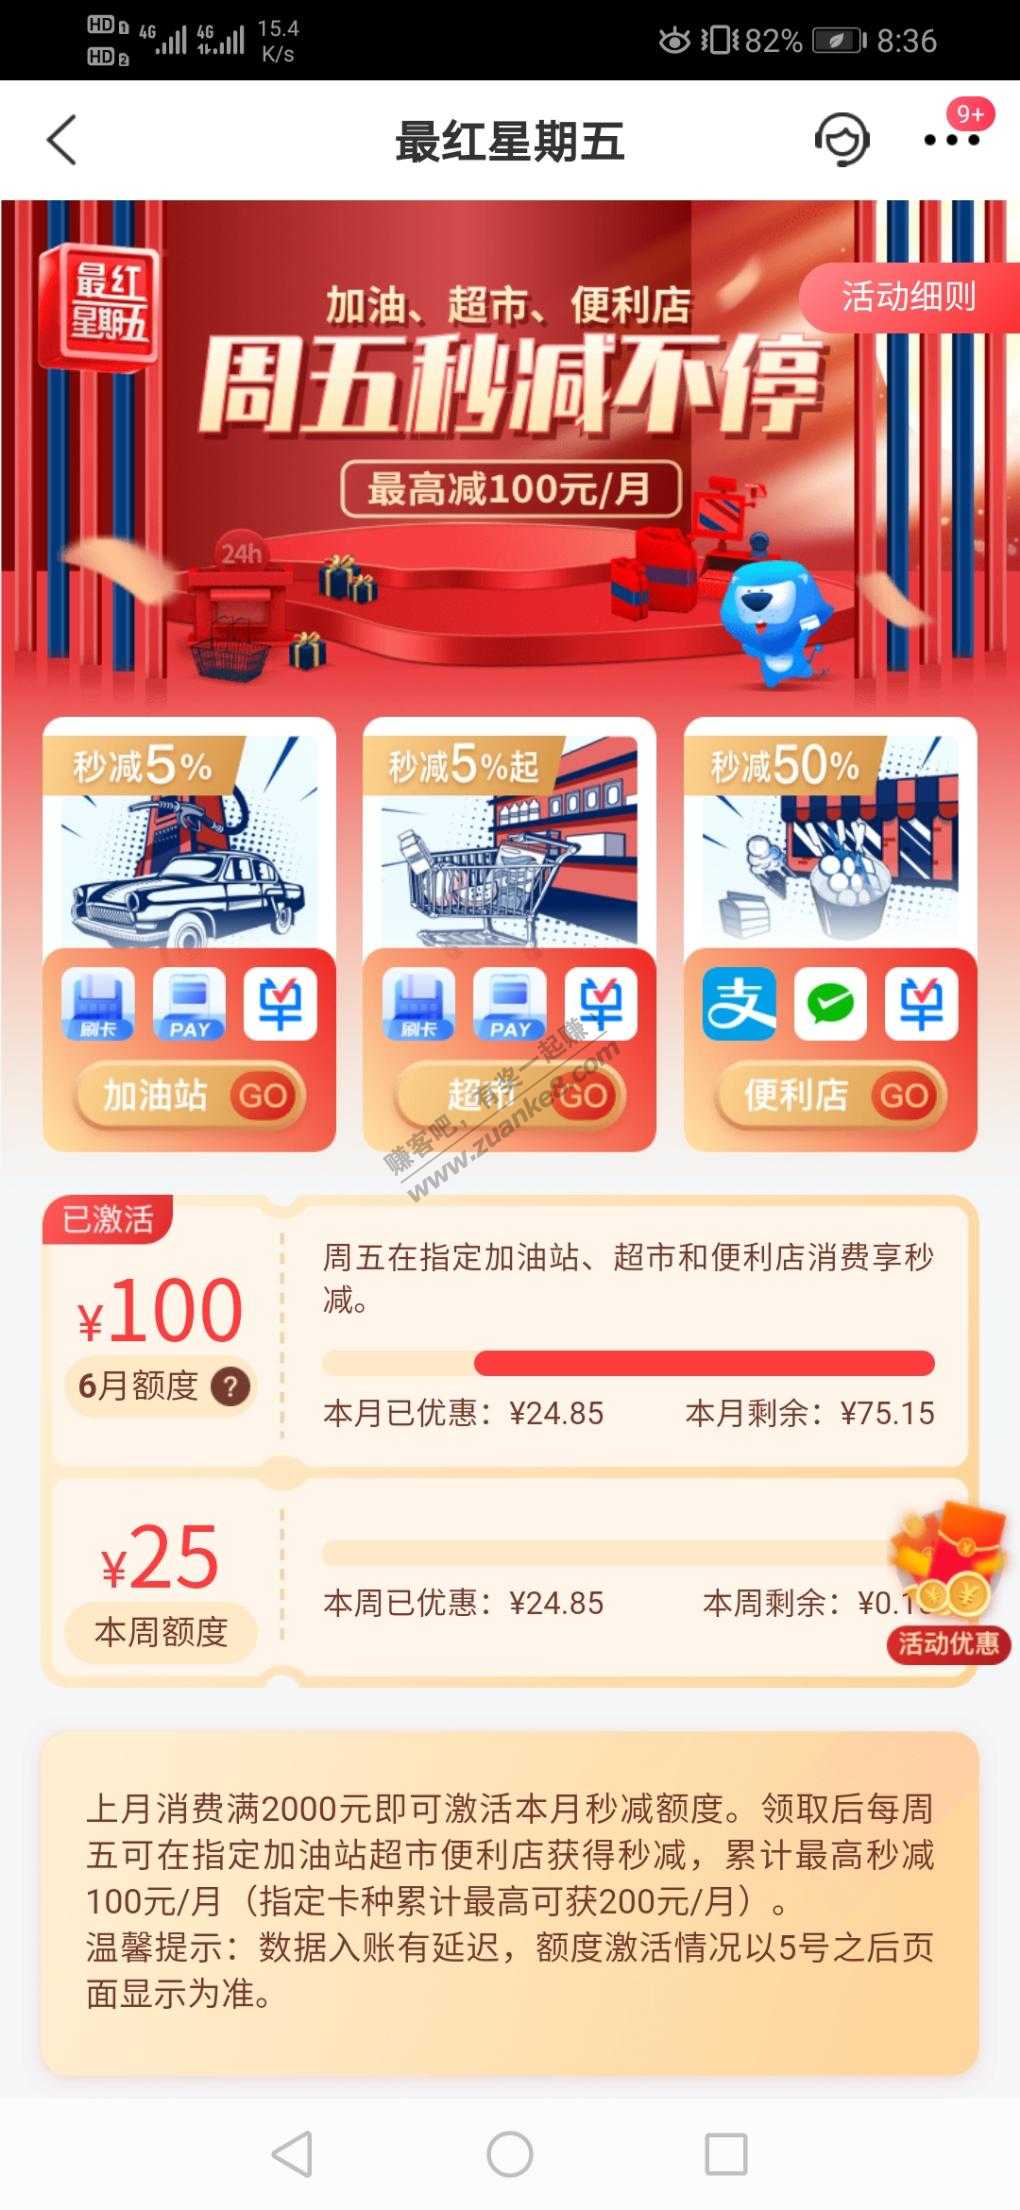 HD 1 4G 4G 15.4
HD 2 K/s
82% 8:36
最红星期五
9+
最红
星期五
活动细则
加油、超市、便利店
周五秒减不停
最高减100元/月
24h
秒减5%
秒减5%起
秒减50%
刷卡 PAY 单
刷卡 PAY 单
支 单
加油站 GO
超市 GO
便利店 GO
赚客吧，有奖一起赚
www.zuanke8.com
已激活
¥100
6月额度 ?
周五在指定加油站、超市和便利店消费享秒
减。
本月已优惠：¥24.85 本月剩余：¥75.15
¥25
本周额度
本周已优惠：¥24.85 本周剩余：¥0.1
活动优惠
上月消费满2000元即可激活本月秒减额度。领取后每周
五可在指定加油站超市便利店获得秒减，累计最高秒减
100元/月（指定卡种累计最高可获200元/月）。
温馨提示：数据入账有延迟，额度激活情况以5号之后页
面显示为准。